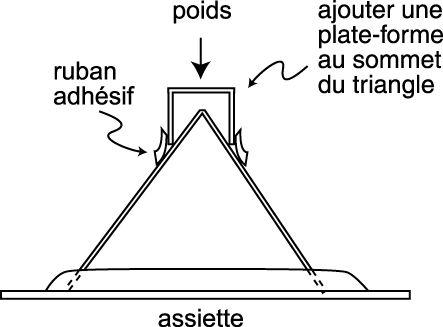 poids
ajouter une
plate-forme
au sommet
du triangle
ruban
adhésif
assiette